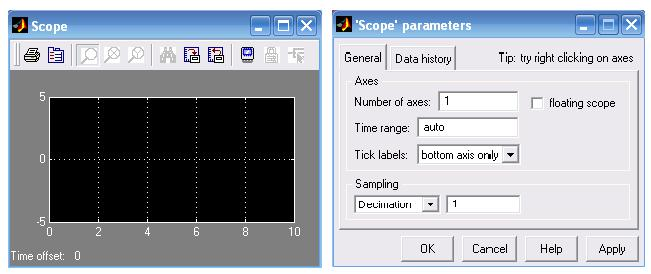 Scope
5
0
-5
0 2 4 6 8 10
Time offset: 0
'Scope' parameters
General Data history Tip: try right clicking on axes
Axes
Number of axes: 1 floating scope
Time range: auto
Tick labels: bottom axis only
Sampling
Decimation 1
OK Cancel Help Apply